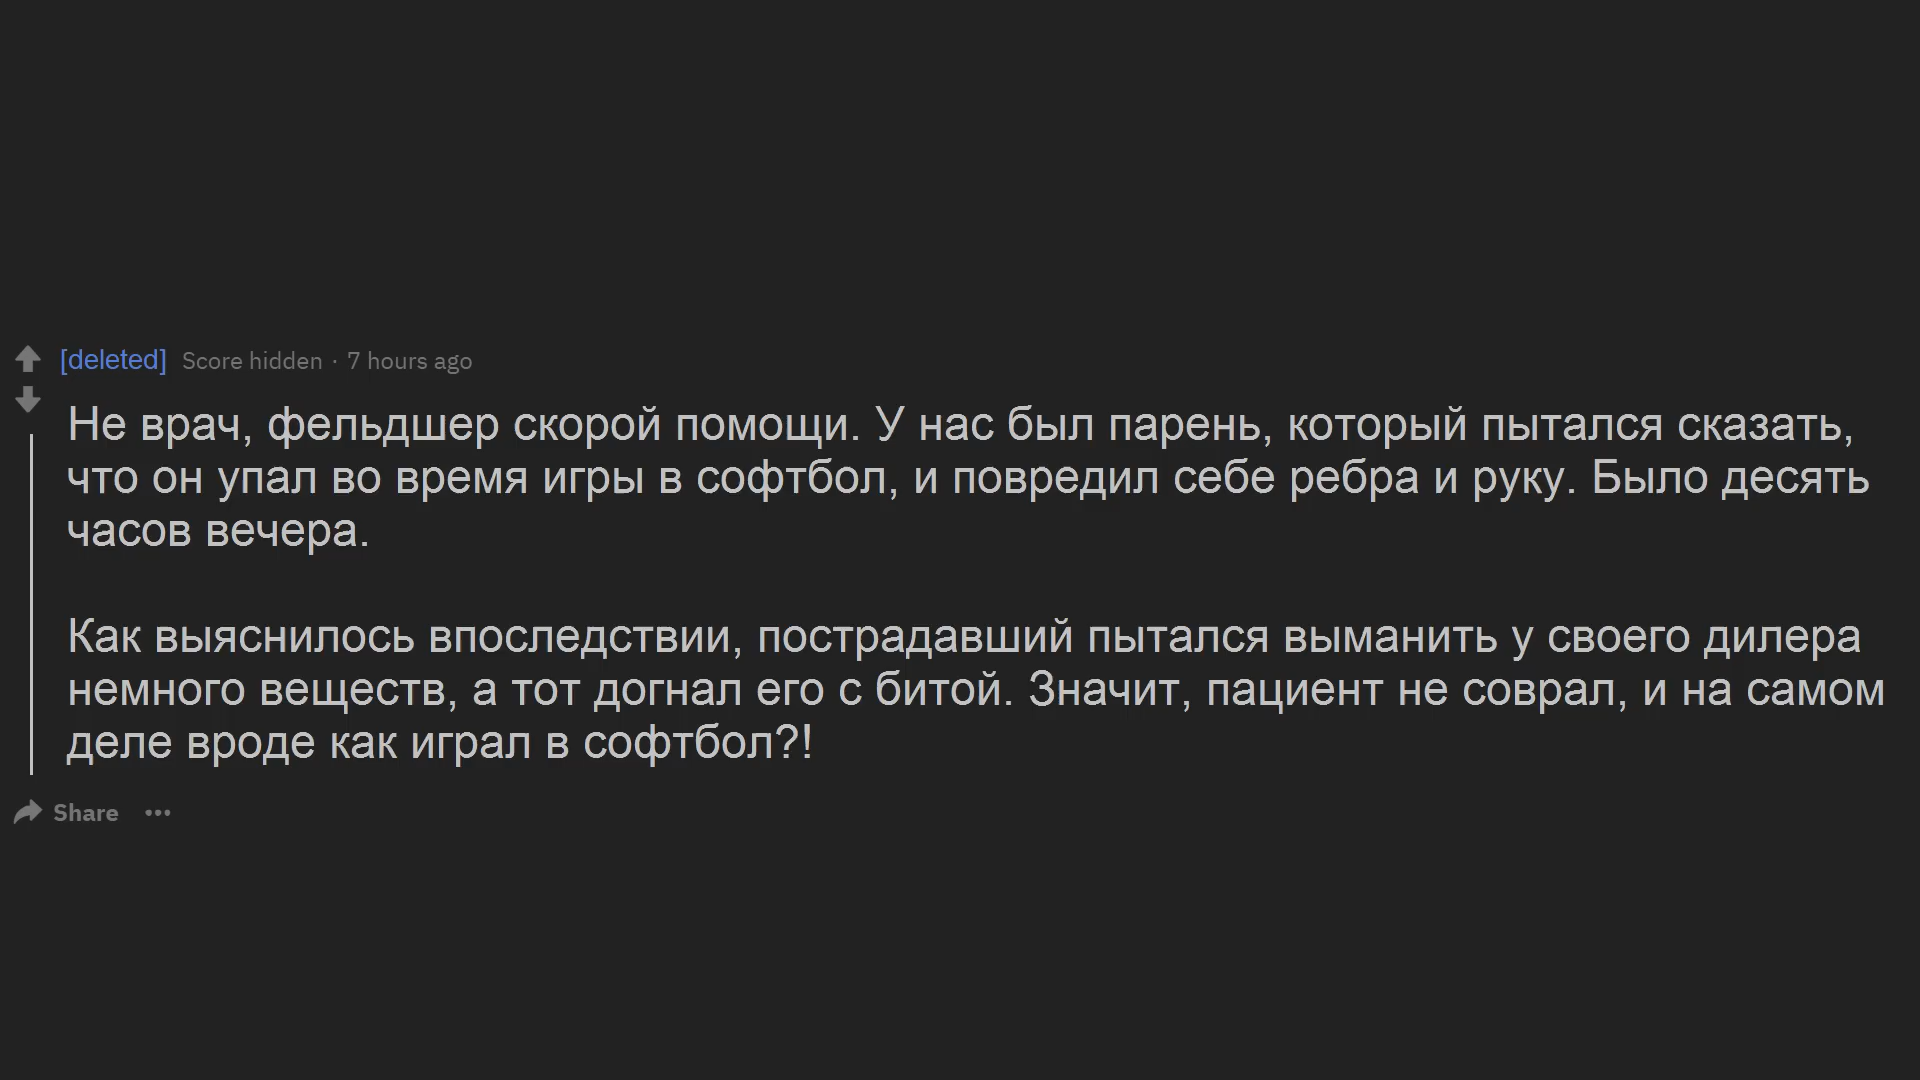 [deleted] Score hidden · 7 hours ago
Не врач, фельдшер скорой помощи. У нас был парень, который пытался сказать,
что он упал во время игры в софтбол, и повредил себе ребра и руку. Было десять
часов вечера.
Как выяснилось впоследствии, пострадавший пытался выманить у своего дилера
немного веществ, а тот догнал его с битой. Значит, пациент не соврал, и на самом
деле вроде как играл в софтбол?!
Share ···